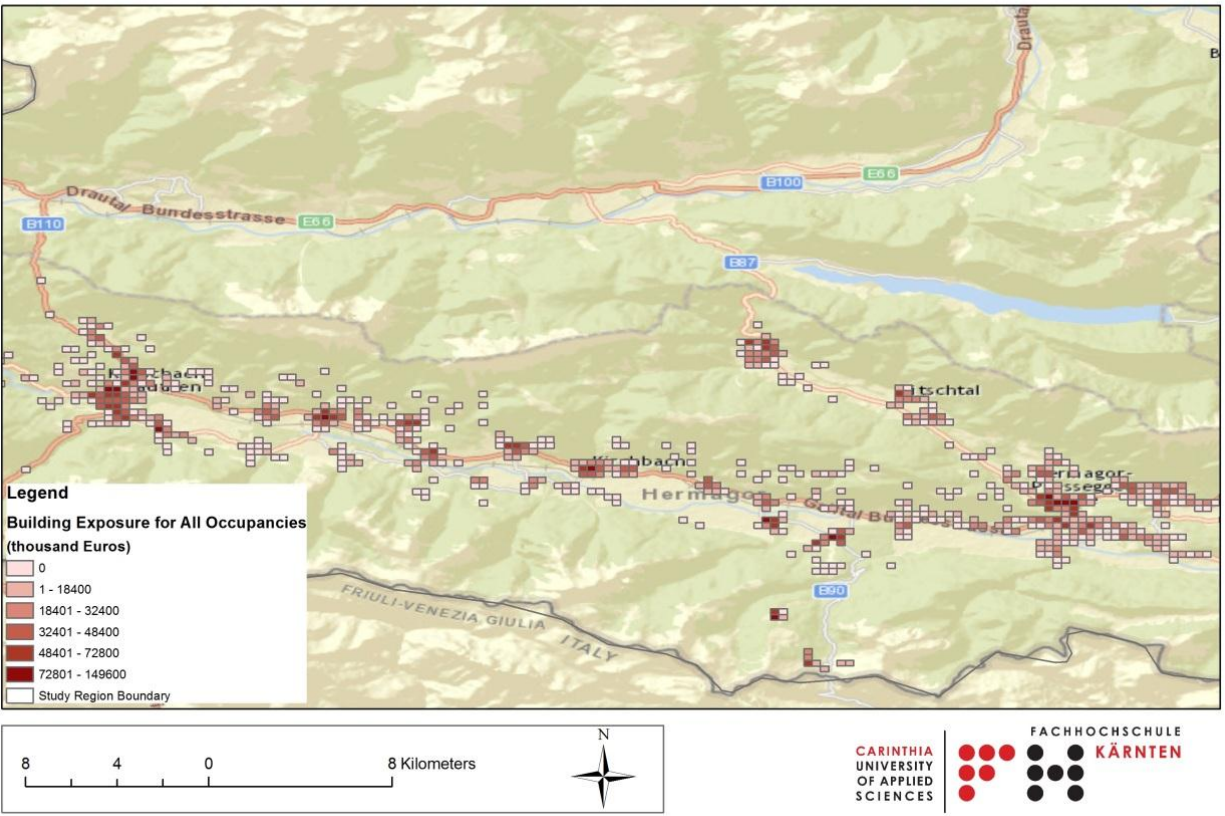 Drautal
Drautal Bundesstrasse
E66
B100
E66
B110
B87
Hermagor
B90
FRIULI-VENEZIA GIULIA
ITALY
Legend
Building Exposure for All Occupancies
(thousand Euros)
0
1 - 18400
18401 - 32400
32401 - 48400
48401 - 72800
72801 - 149600
Study Region Boundary
8 4 0 8 Kilometers
N
CARINTHIA
UNIVERSITY
OF APPLIED
SCIENCES
FACHHOCHSCHULE
KÄRNTEN